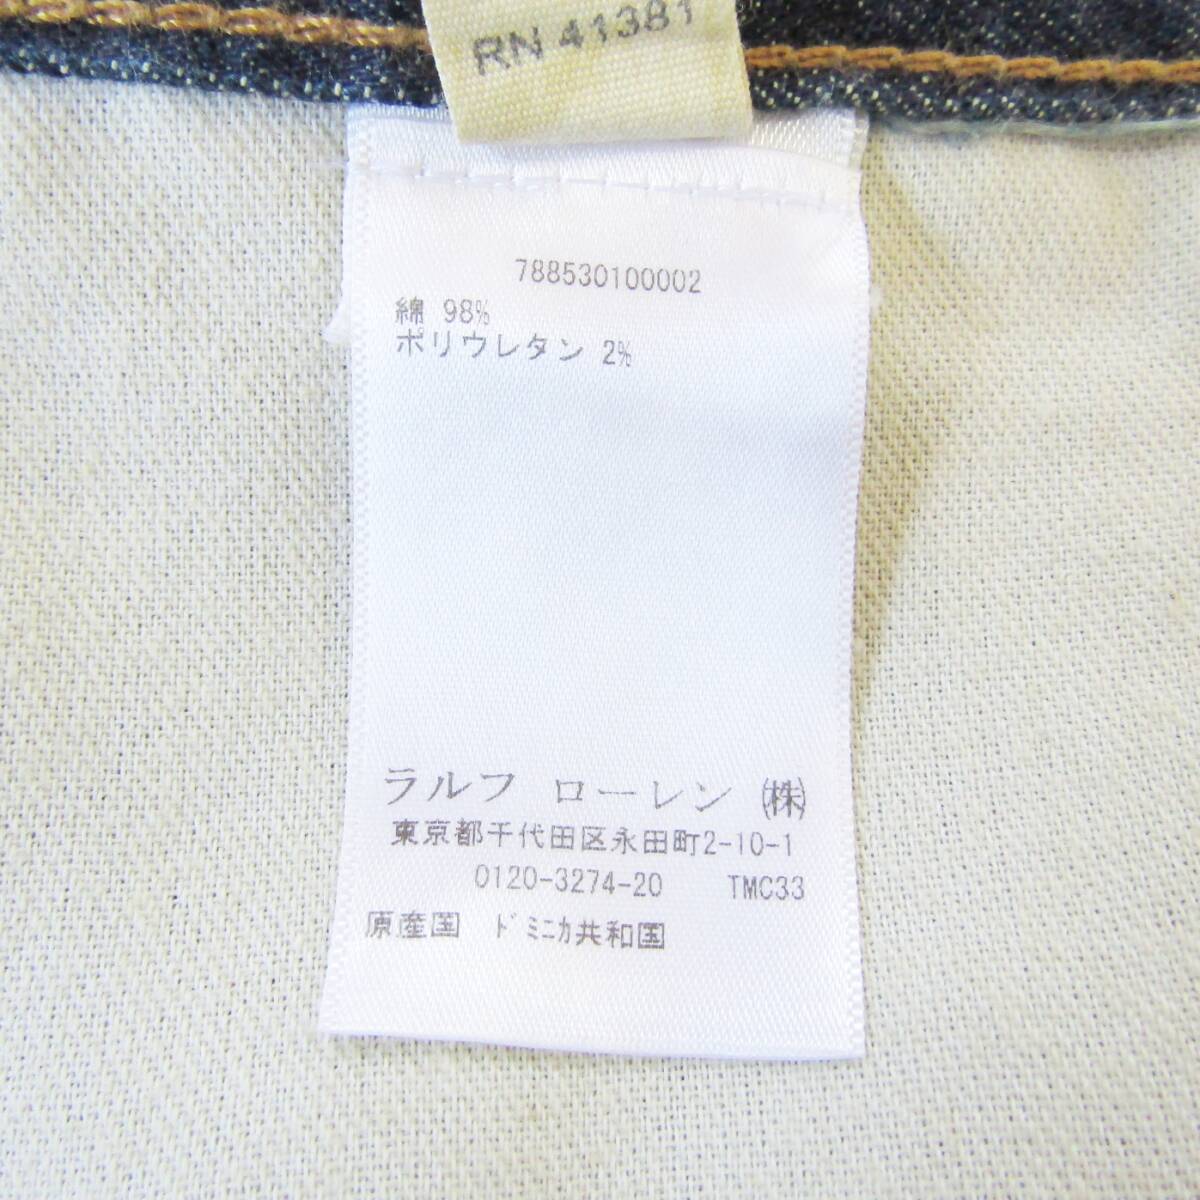 RN 41381
788530100002
綿 98%
ポリウレタン 2%
ラルフ ローレン ㈱
東京都千代田区永田町2-10-1
0120-3274-20 TMC33
原産国 ドミニカ共和国